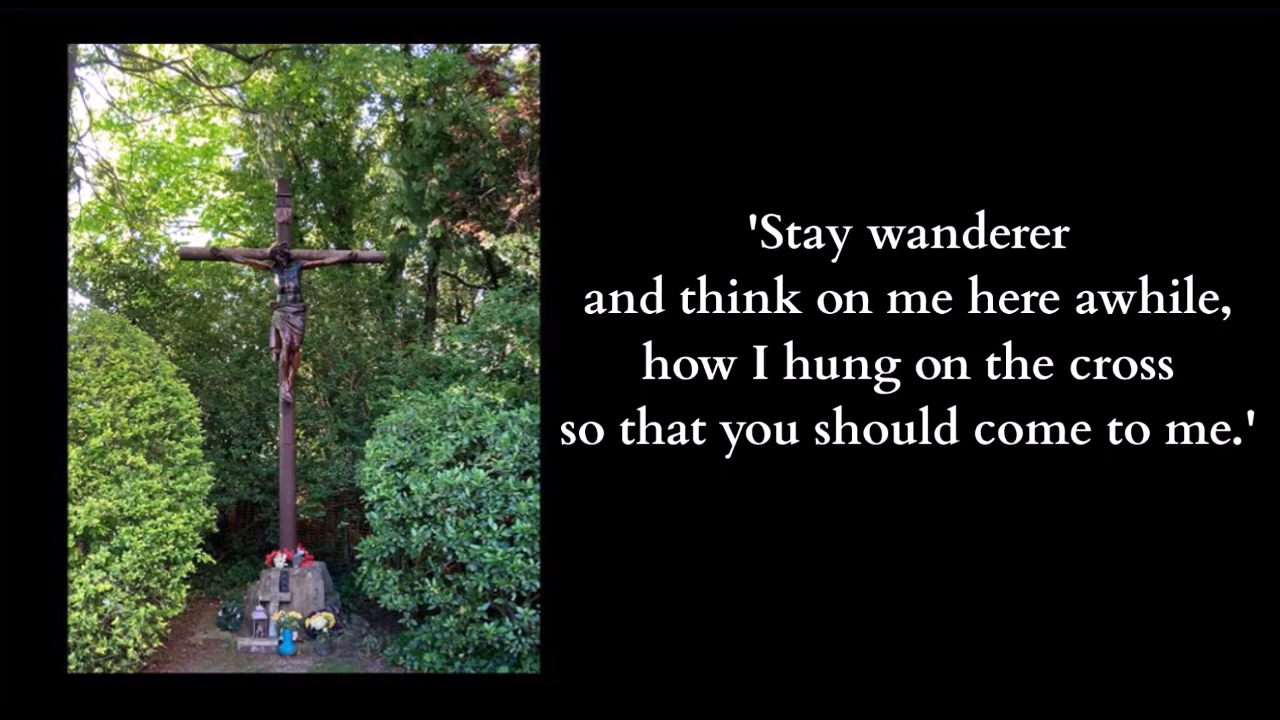 'Stay wanderer
and think on me here awhile,
how I hung on the cross
so that you should come to me.'